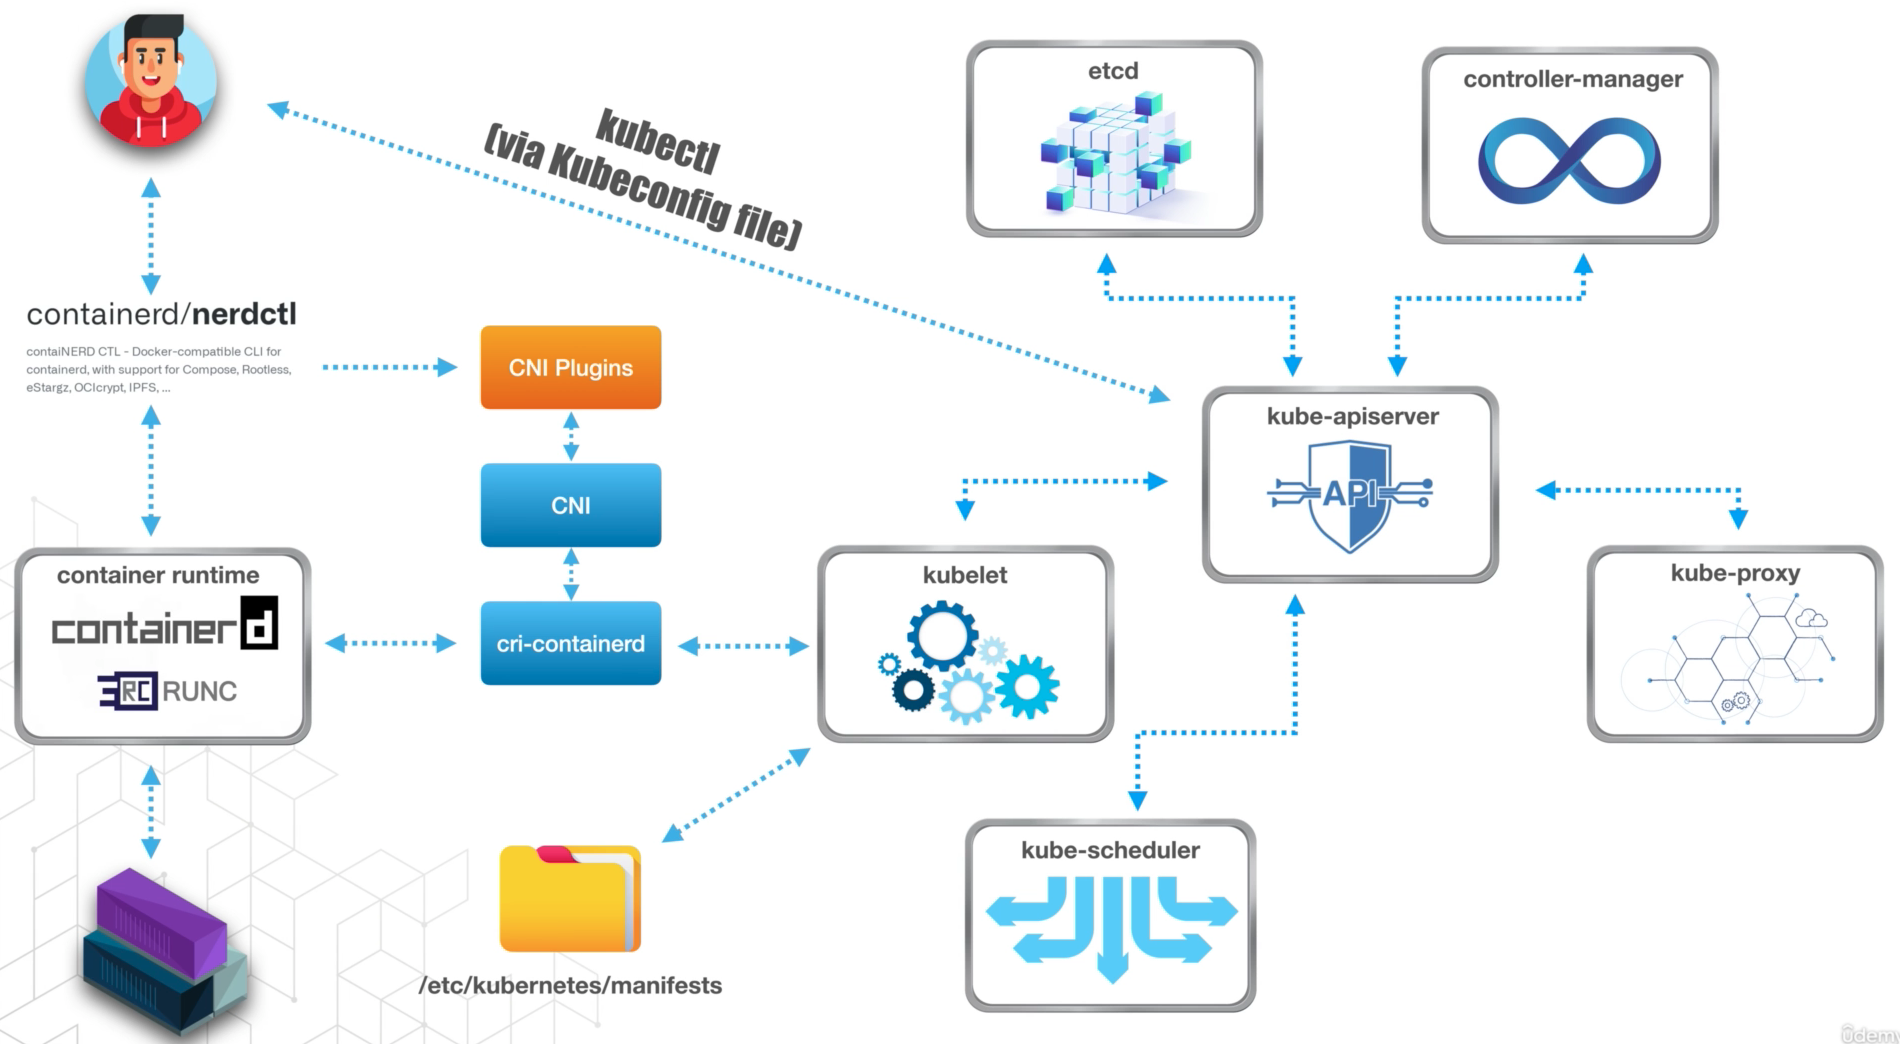 etcd
controller-manager
kubectl
(via Kubeconfig file)
containerd/nerdctl
contaiNERD CTL - Docker-compatible CLI for
containerd, with support for Compose, Rootless,
eStargz, OCIcrypt, IPFS, ...
CNI Plugins
kube-apiserver
API
CNI
container runtime
containerd
RC RUNC
cri-containerd
kubelet
kube-proxy
kube-scheduler
/etc/kubernetes/manifests
ûdemy